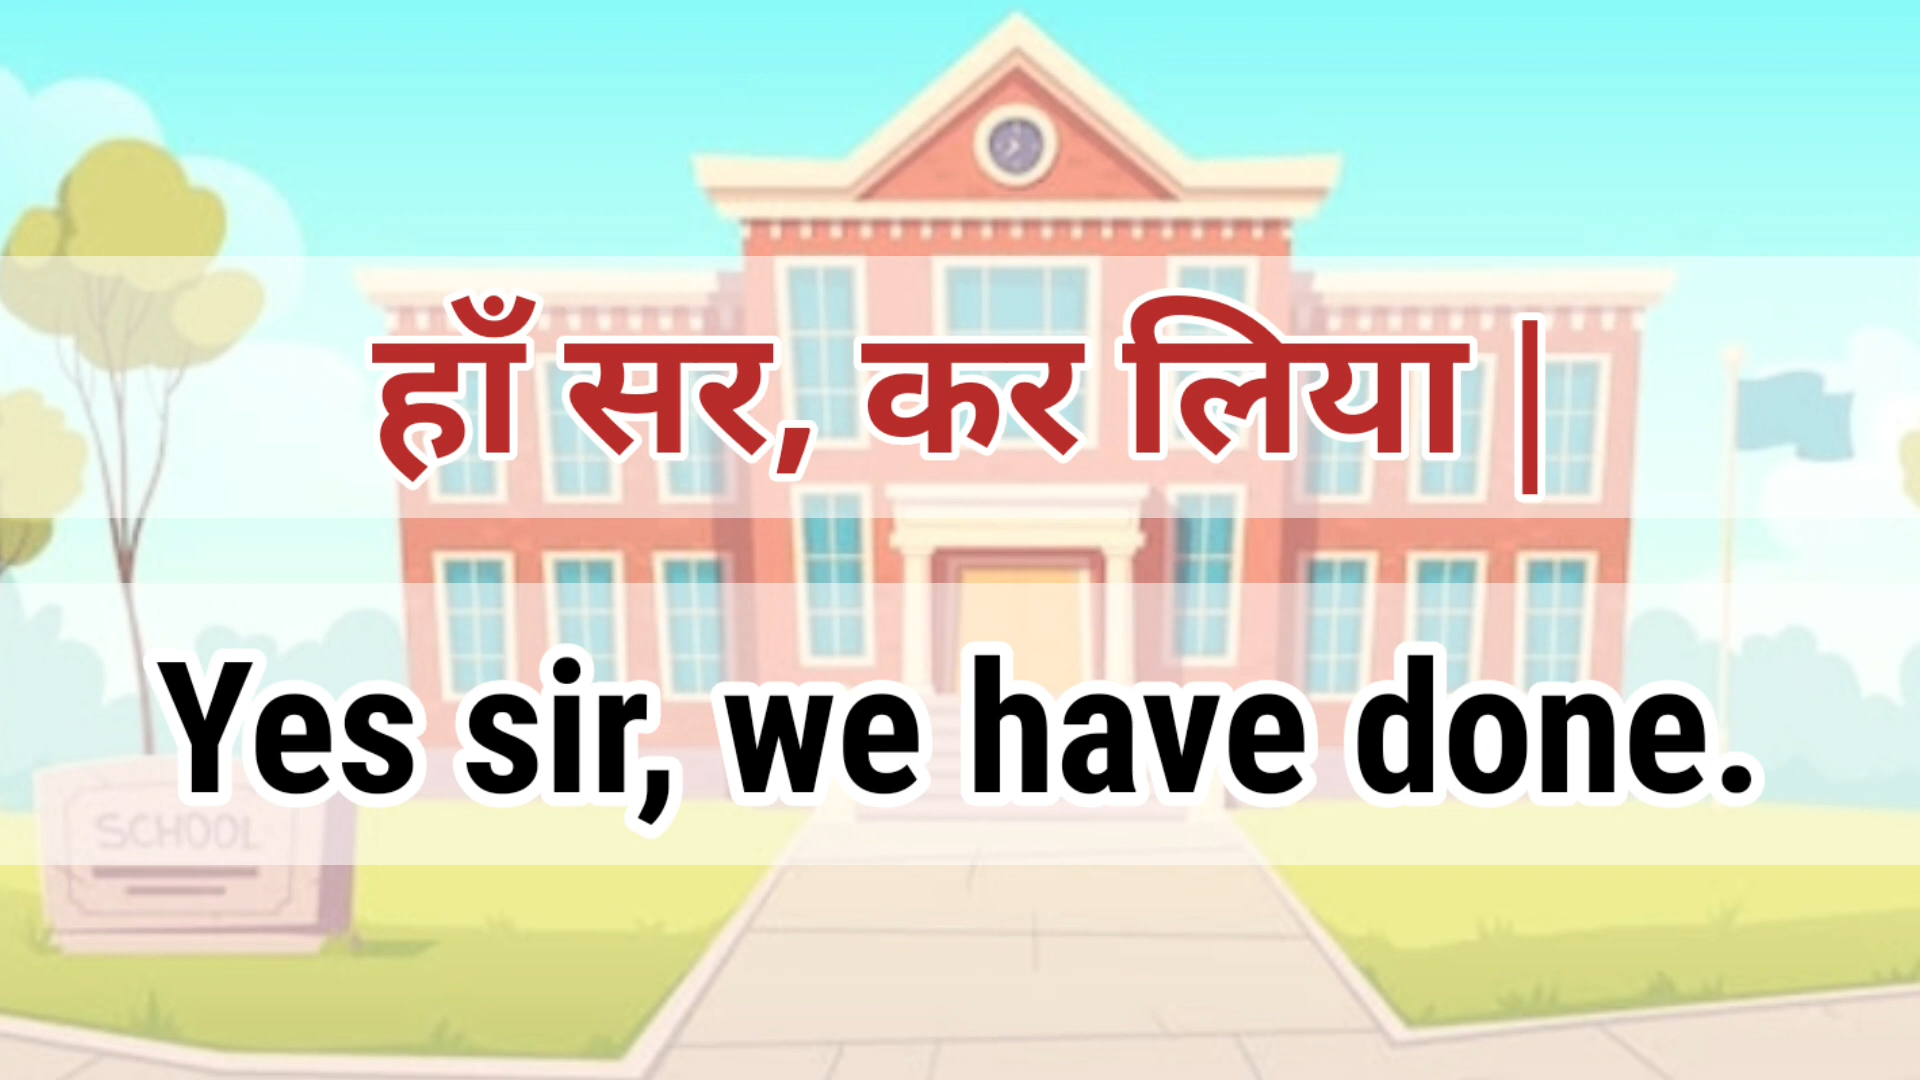 हाँ सर, कर लिया |
Yes sir, we have done.
SCHOOL